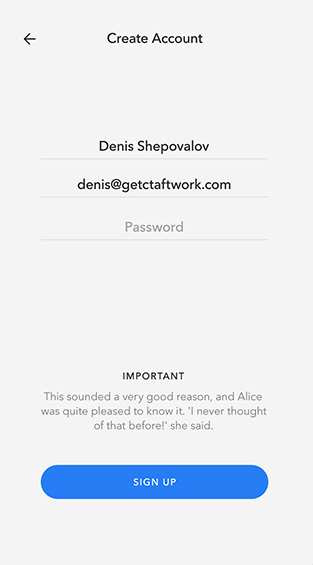 Create Account
Denis Shepovalov
denis@getctaftwork.com
Password
IMPORTANT
This sounded a very good reason, and Alice
was quite pleased to know it. 'I never thought
of that before!' she said.
SIGN UP